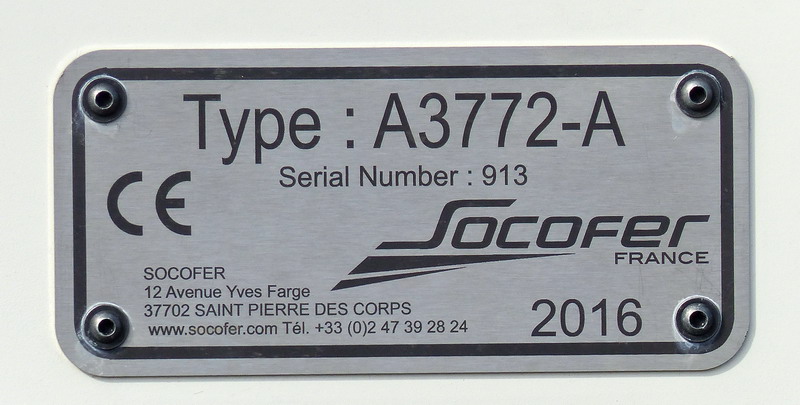 Type : A3772-A
Serial Number : 913
CE
SOCOFER
FRANCE
SOCOFER
12 Avenue Yves Farge
37702 SAINT PIERRE DES CORPS
www.socofer.com Tél. +33 (0)2 47 39 28 24
2016